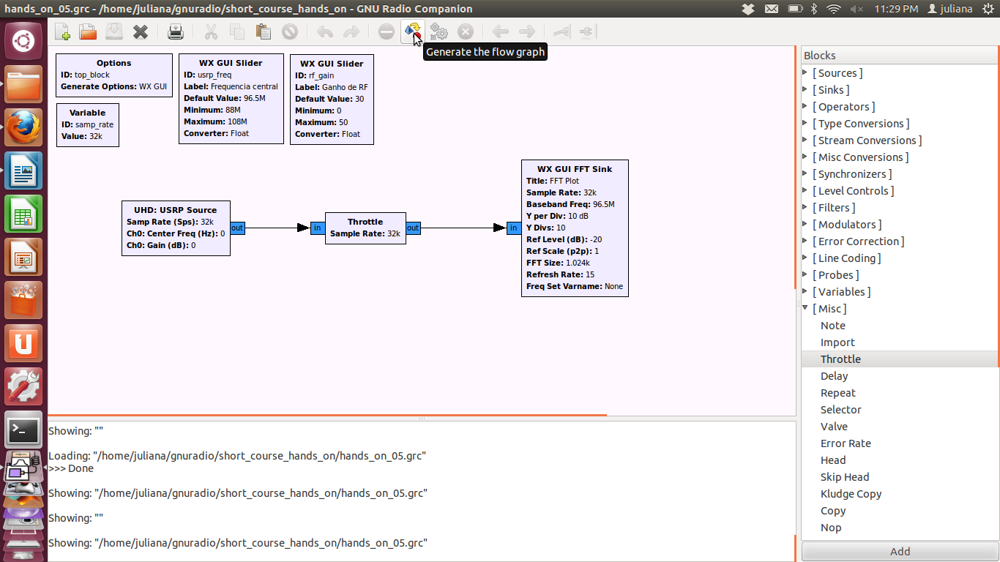 hands_on_05.grc - /home/juliana/gnuradio/short_course_hands_on - GNU Radio Companion
11:29 PM
juliana
Generate the flow graph
Options
ID: top_block
Generate Options: WX GUI
Variable
ID: samp_rate
Value: 32k
WX GUI Slider
ID: usrp_freq
Label: Frequencia central
Default Value: 96.5M
Minimum: 88M
Maximum: 108M
Converter: Float
WX GUI Slider
ID: rf_gain
Label: Ganho de RF
Default Value: 30
Minimum: 0
Maximum: 50
Converter: Float
UHD: USRP Source
Samp Rate (Sps): 32k
Ch0: Center Freq (Hz): 0
Ch0: Gain (dB): 0
out
in
Throttle
Sample Rate: 32k
out
in
WX GUI FFT Sink
Title: FFT Plot
Sample Rate: 32k
Baseband Freq: 96.5M
Y per Div: 10 dB
Y Divs: 10
Ref Level (dB): -20
Ref Scale (p2p): 1
FFT Size: 1.024k
Refresh Rate: 15
Freq Set Varname: None
Showing: ""
Loading: "/home/juliana/gnuradio/short_course_hands_on/hands_on_05.grc"
>>> Done
Showing: "/home/juliana/gnuradio/short_course_hands_on/hands_on_05.grc"
Showing: ""
Showing: "/home/juliana/gnuradio/short_course_hands_on/hands_on_05.grc"
Blocks
[ Sources ]
[ Sinks ]
[ Operators ]
[ Type Conversions ]
[ Stream Conversions ]
[ Misc Conversions ]
[ Synchronizers ]
[ Level Controls ]
[ Filters ]
[ Modulators ]
[ Error Correction ]
[ Line Coding ]
[ Probes ]
[ Variables ]
[ Misc ]
Note
Import
Throttle
Delay
Repeat
Selector
Valve
Error Rate
Head
Skip Head
Kludge Copy
Copy
Nop
Add